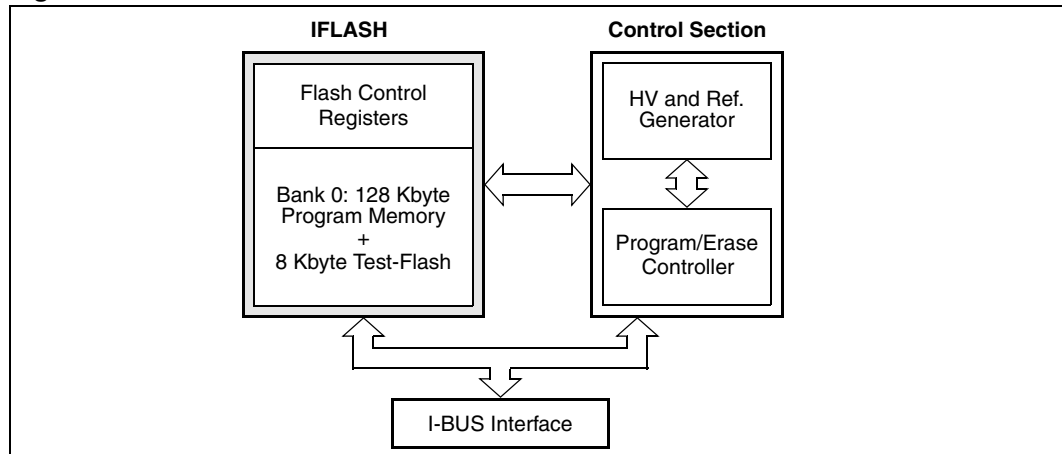 IFLASH
Flash Control
Registers
Bank 0: 128 Kbyte
Program Memory
+
8 Kbyte Test-Flash
Control Section
HV and Ref.
Generator
Program/Erase
Controller
I-BUS Interface